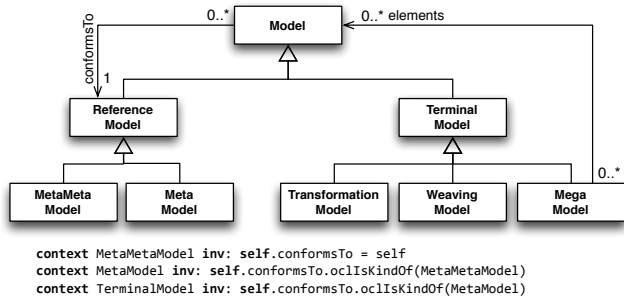 0..*
Model
0..* elements
conformsTo
1
Reference
Model
Terminal
Model
MetaMeta
Model
Meta
Model
Transformation
Model
Weaving
Model
Mega
Model
0..*
context MetaMetaModel inv: self.conformsTo = self
context MetaModel inv: self.conformsTo.oclIsKindOf(MetaMetaModel)
context TerminalModel inv: self.conformsTo.oclIsKindOf(MetaModel)